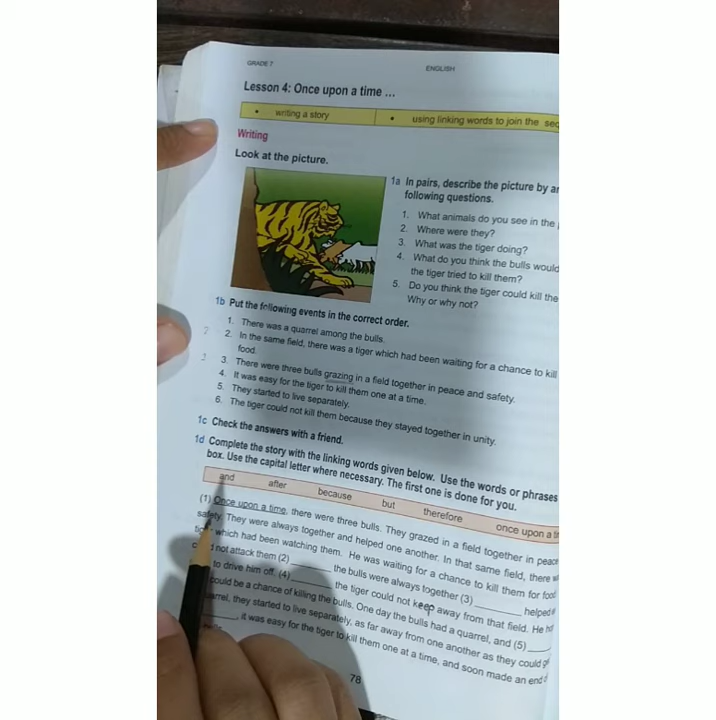 GRADE 7
ENGLISH
Lesson 4: Once upon a time ...
• writing a story • using linking words to join the
Writing
Look at the picture.
1a In pairs, describe the picture by
following questions.
1. What animals do you see in the
2. Where were they?
3. What was the tiger doing?
4. What do you think the bulls would
the tiger tried to kill them?
5. Do you think the tiger could kill the
Why or why not?
1b Put the following events in the correct order.
1. There was a quarrel among the bulls.
2 2. In the same field, there was a tiger which had been waiting for a chance to kill
food.
1 3. There were three bulls grazing in a field together in peace and safety.
4. It was easy for the tiger to kill them one at a time.
5. They started to live separately.
6. The tiger could not kill them because they stayed together in unity.
1c Check the answers with a friend.
1d Complete the story with the linking words given below. Use the words or phrases
box. Use the capital letter where necessary. The first one is done for you.
and after because but therefore once upon a
(1) Once upon a time, there were three bulls. They grazed in a field together in
safety. They were always together and helped one another. In that same field, there
which had been watching them. He was waiting for a chance to kill them for food
not attack them (2) ______ the bulls were always together (3) ______ helped
to drive him off. (4) ______ the tiger could not keep away from that field. He
could be a chance of killing the bulls. One day the bulls had a quarrel, and (5) ____
they started to live separately, as far away from one another as they could
______, it was easy for the tiger to kill them one at a time, and soon made an end
78